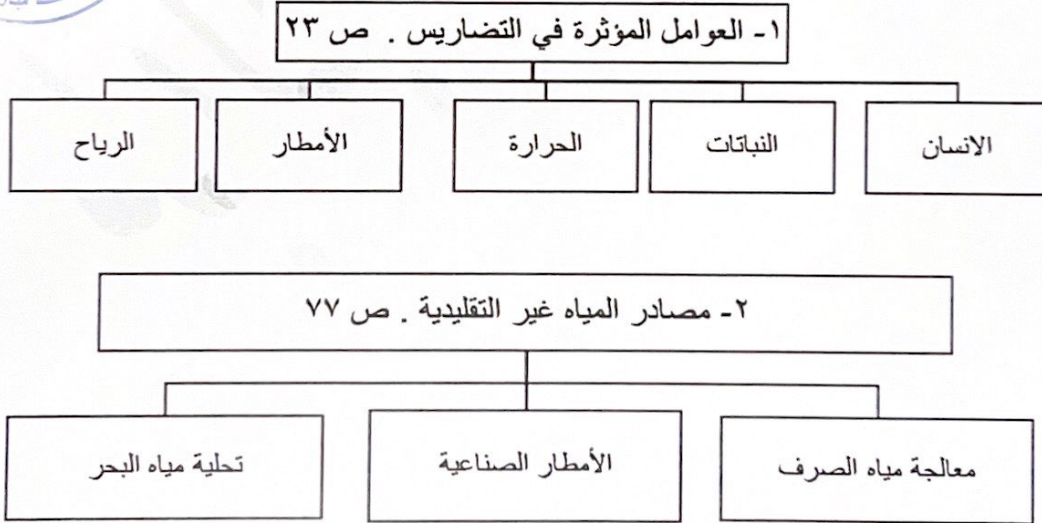 ١- العوامل المؤثرة في التضاريس . ص ٢٣
الانسان
النباتات
الحرارة
الأمطار
الرياح
٢- مصادر المياه غير التقليدية . ص ٧٧
معالجة مياه الصرف
الأمطار الصناعية
تحلية مياه البحر